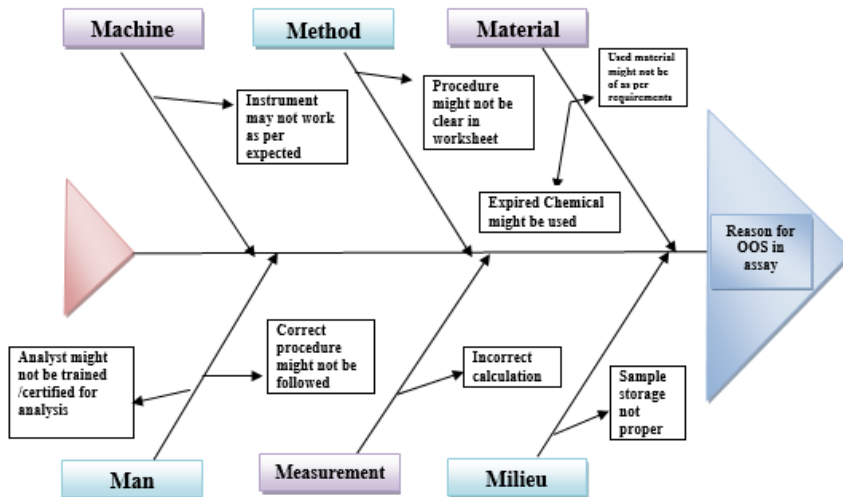 Machine
Method
Material
Instrument
may not work
as per
expected
Procedure
might not be
clear in
worksheet
Used material
might not be
of as per
requirements
Expired Chemical
might be used
Reason for
OOS in
assay
Analyst might
not be trained
/certified for
analysis
Correct
procedure
might not be
followed
Incorrect
calculation
Sample
storage
not
proper
Man
Measurement
Milieu